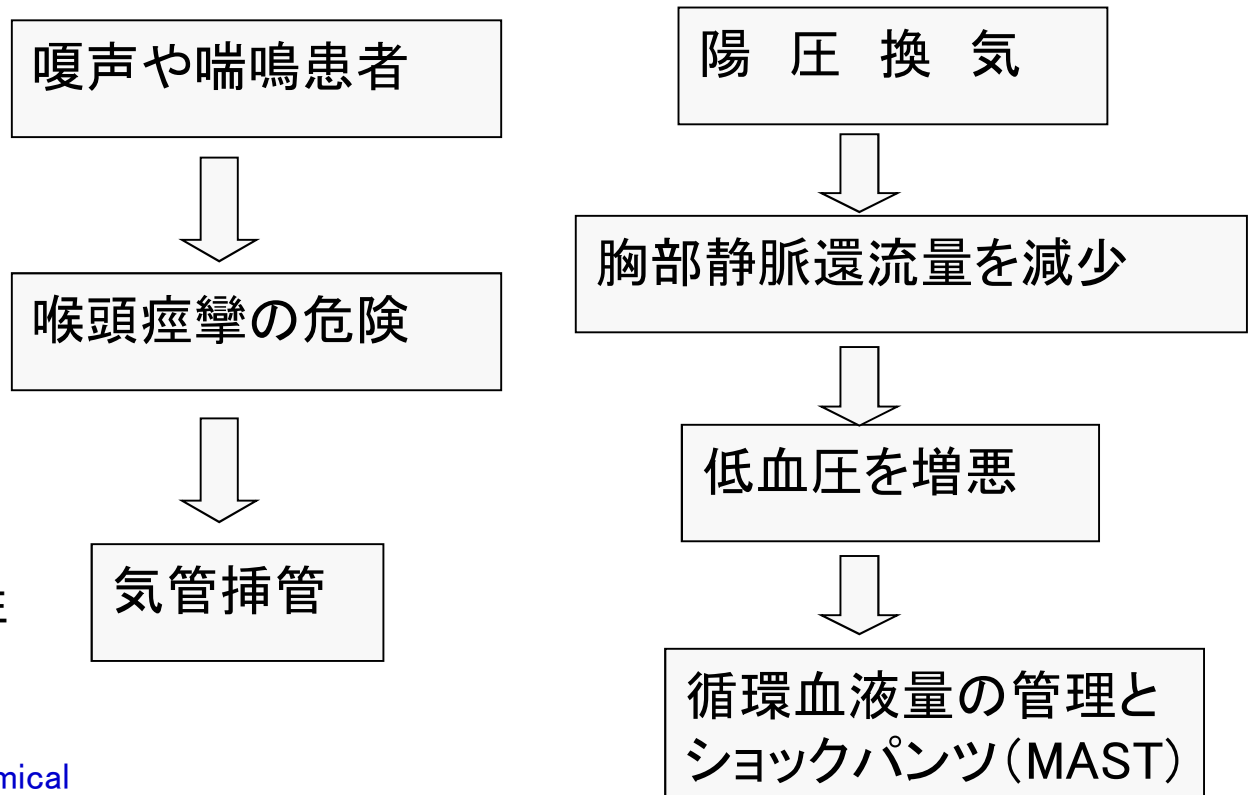 嗄声や喘鳴患者
喉頭痙攣の危険
気管挿管
陽　圧　換　気
胸部静脈還流量を減少
低血圧を増悪
循環血液量の管理と
ショックパンツ（MAST）
mical